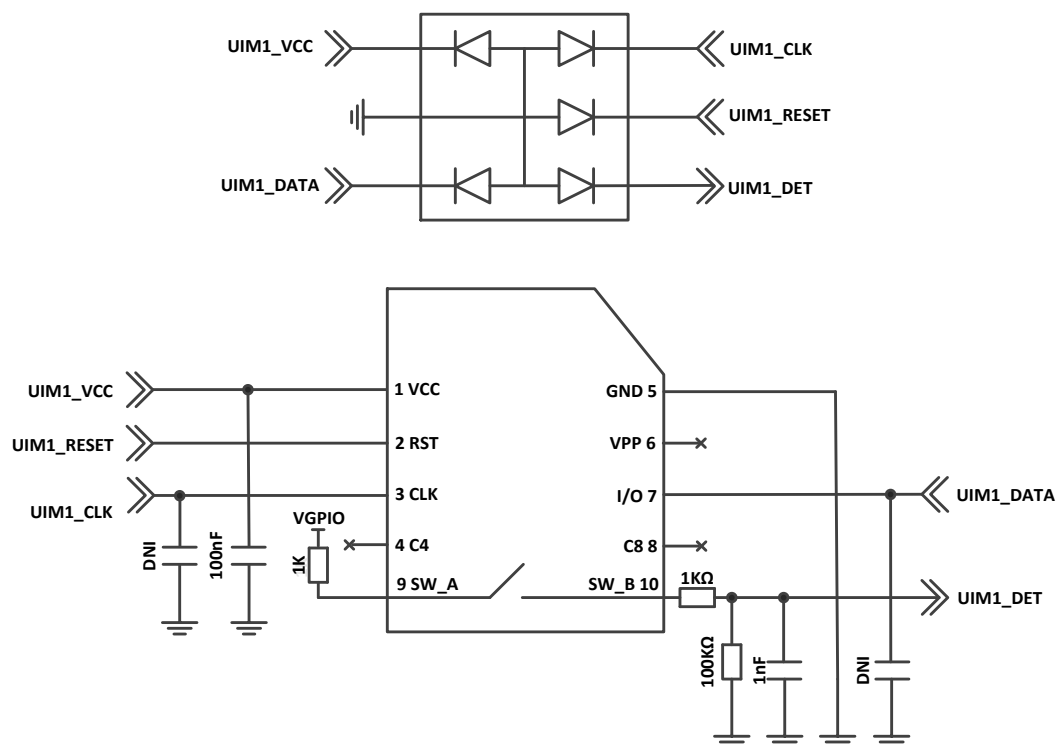 UIM1_VCC
UIM1_CLK
UIM1_RESET
UIM1_DATA
UIM1_DET
UIM1_VCC
1 VCC
GND 5
UIM1_RESET
2 RST
VPP 6
UIM1_CLK
3 CLK
I/O 7
UIM1_DATA
VGPIO
4 C4
C8 8
DNI
100nF
1K
9 SW_A
SW_B 10
1KΩ
UIM1_DET
100KΩ
1nF
DNI